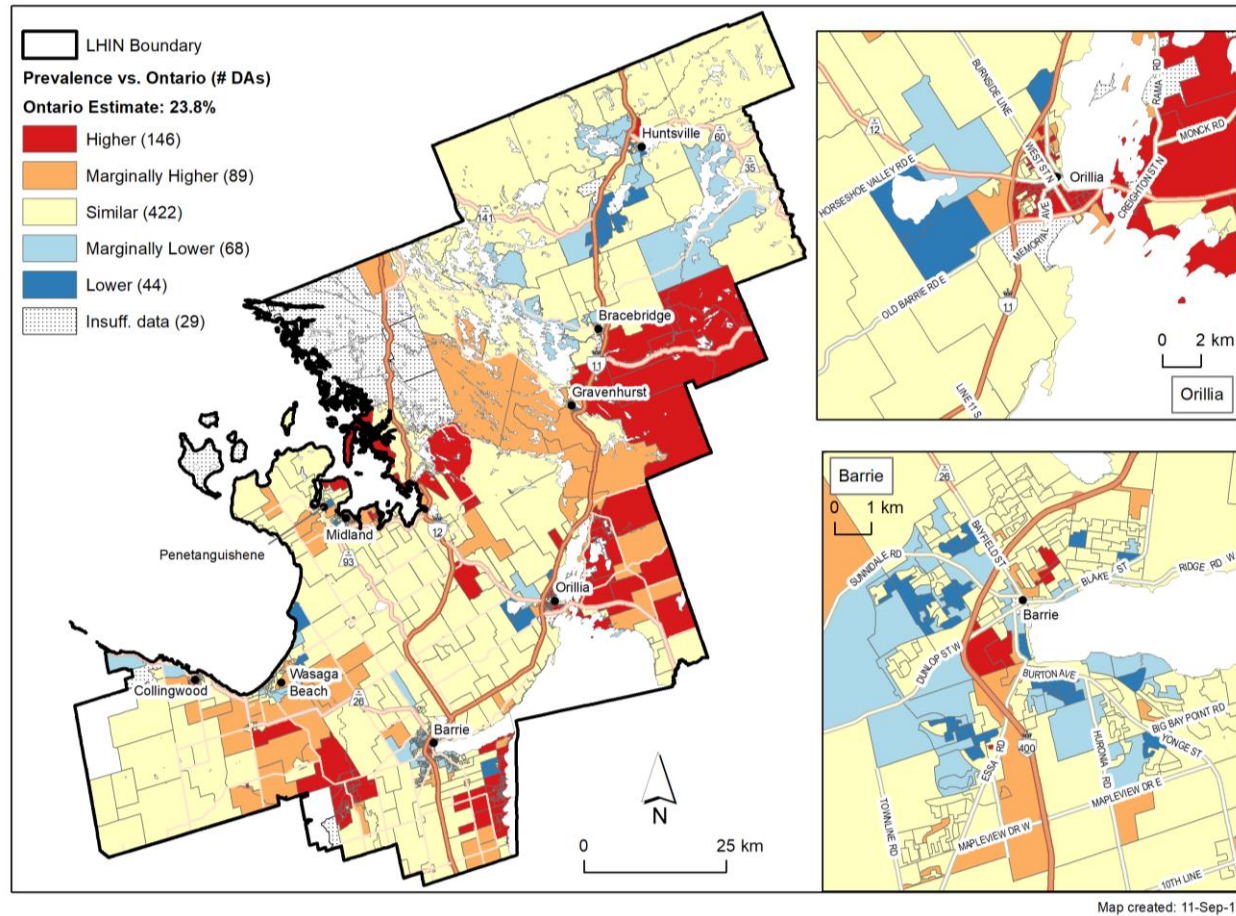 LHIN Boundary
Prevalence vs. Ontario (# DAs)
Ontario Estimate: 23.8%
Higher (146)
Marginally Higher (89)
Similar (422)
Marginally Lower (68)
Lower (44)
Insuff. data (29)
Huntsville
60
35
141
Bracebridge
11
Gravenhurst
Midland
12
Penetanguishene
93
Orillia
Collingwood
Wasaga
Beach
26
Barrie
N
0 25 km
BURNSIDE LINE
RAMA RD
12
MONCK RD
WEST ST N
Orillia
HORSESHOE VALLEY RD E
CREIGHTON ST N
MEMORIAL AVE
OLD BARRIE RD E
11
LINE 11 S
0 2 km
Orillia
Barrie
0 1 km
26
BAYFIELD ST
SUNNIDALE RD
BLAKE ST
RIDGE RD W
Barrie
DUNLOP ST W
BURTON AVE
BIG BAY POINT RD
YONGE ST
HURONIA RD
ESSA RD
400
MAPLEVIEW DR E
TOWNLINE RD
MAPLEVIEW DR W
10TH LINE
Map created: 11-Sep-1